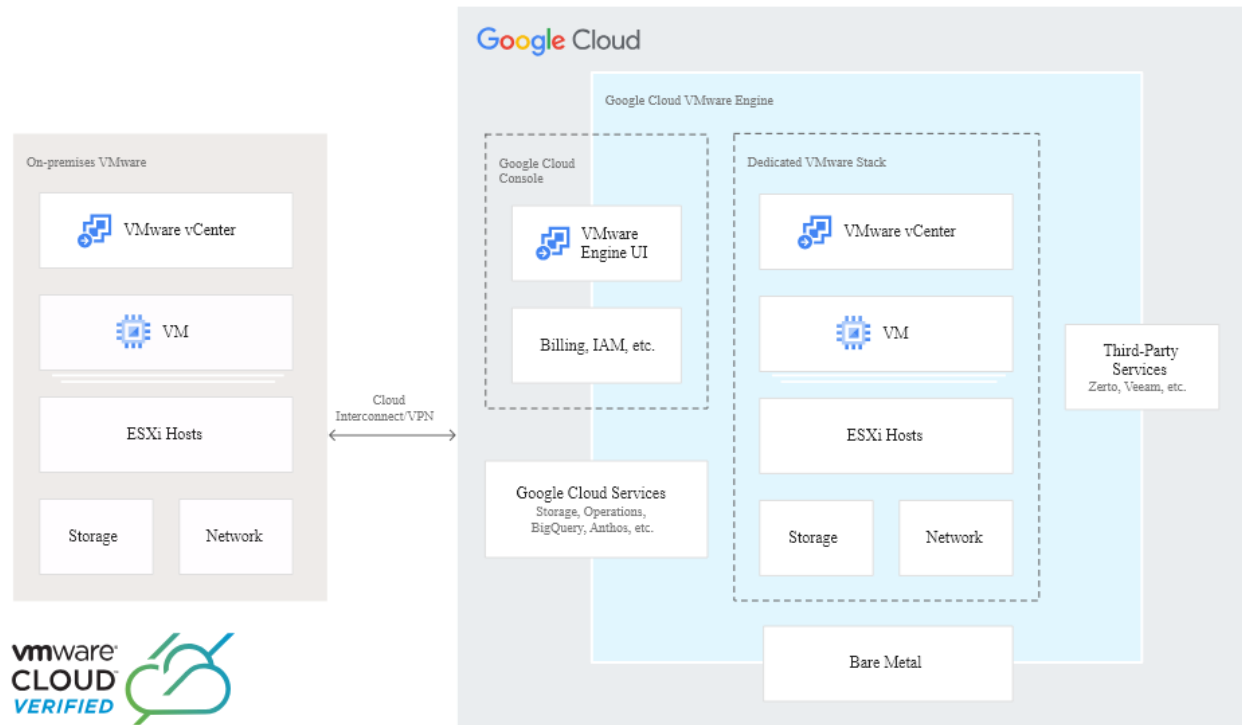 Google Cloud
Google Cloud VMware Engine
On-premises VMware
VMware vCenter
VM
ESXi Hosts
Storage
Network
Cloud
Interconnect/VPN
Google Cloud
Console
VMware
Engine UI
Billing, IAM, etc.
Google Cloud Services
Storage, Operations,
BigQuery, Anthos, etc.
Dedicated VMware Stack
VMware vCenter
VM
ESXi Hosts
Storage
Network
Third-Party
Services
Zerto, Veeam, etc.
Bare Metal
vmware®
CLOUD™
VERIFIED